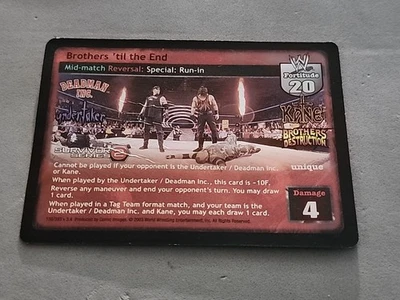 Brothers 'til the End
Mid-match Reversal: Special: Run-in
W
Fortitude
20
DEADMAN
INC.
Undertaker
KANE
BROTHERS
OF
DESTRUCTION
SURVIVOR
SERIES
unique
Cannot be played if your opponent is the Undertaker / Deadman Inc.,
or Kane.
When played by the Undertaker / Deadman Inc., this card is -10F.
Reverse any maneuver and end your opponent's turn. You may draw
1 card.
When played in a Tag Team format match, and your team is the
Undertaker / Deadman Inc. and Kane, you may each draw 1 card.
Damage
4